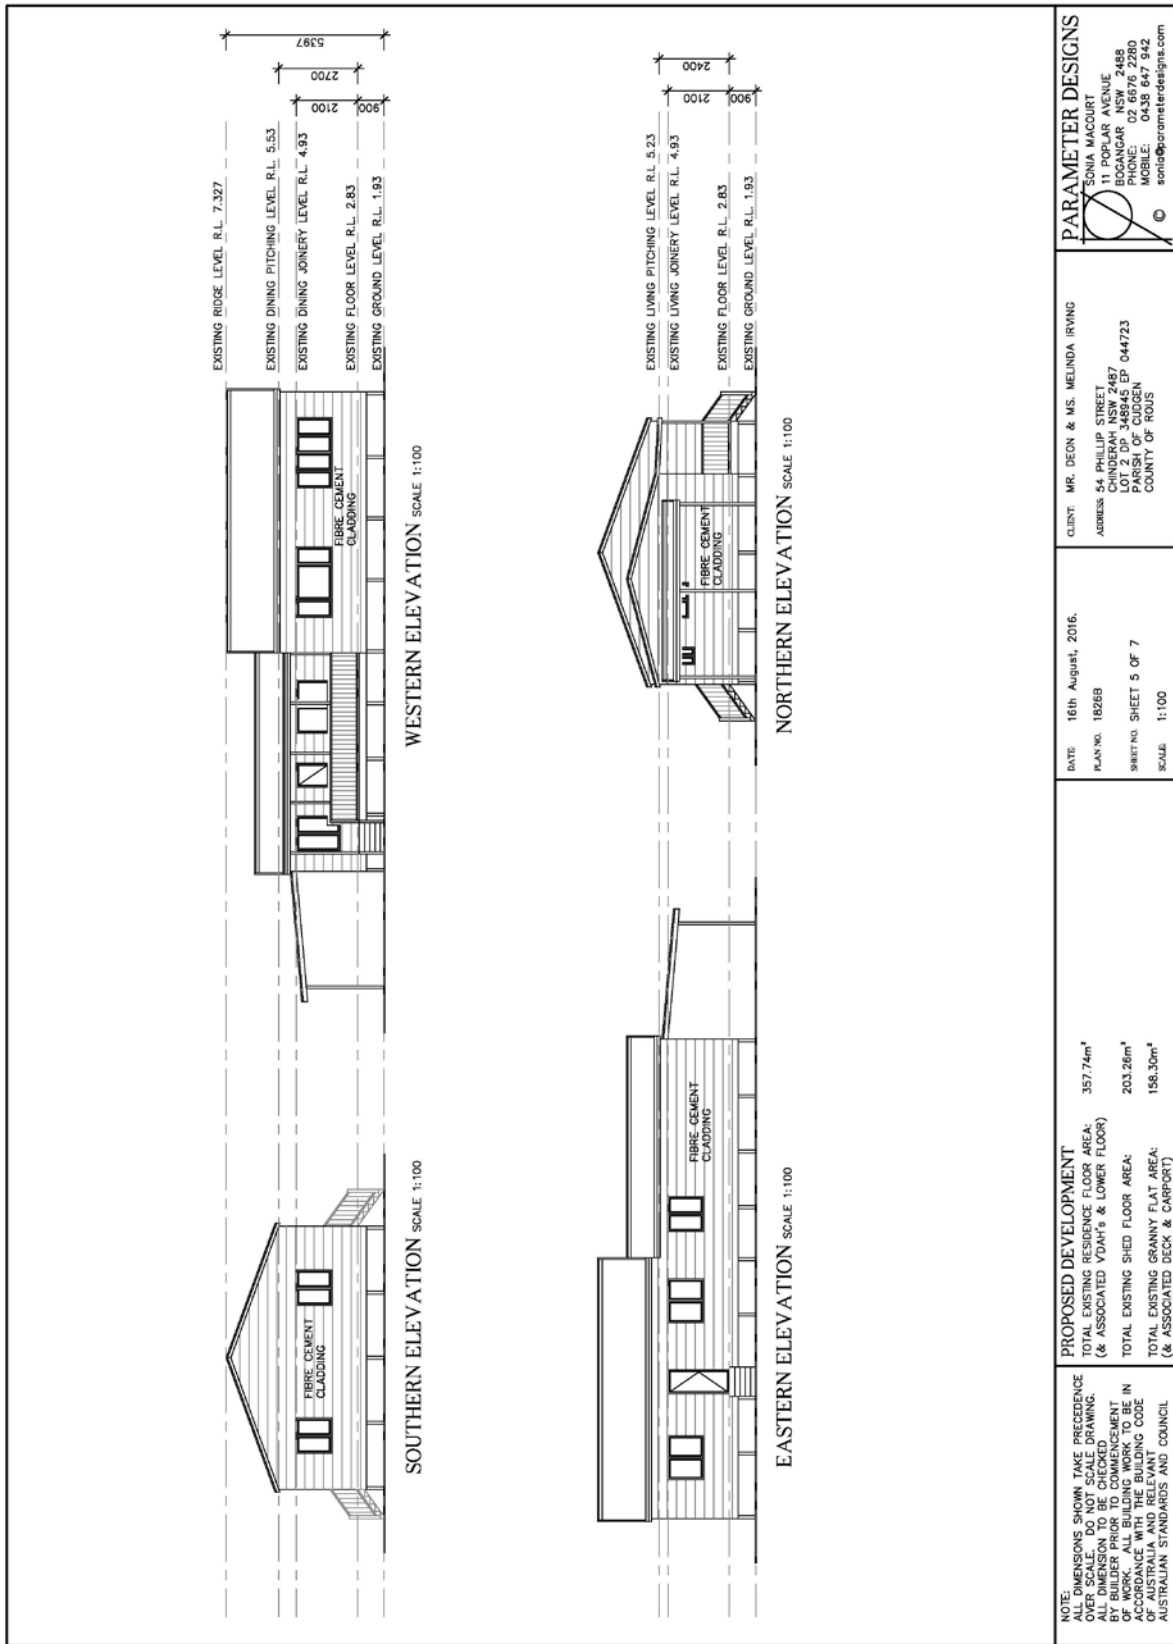 EXISTING RIDGE LEVEL R.L. 7.327
EXISTING DINING PITCHING LEVEL R.L. 5.53
EXISTING DINING JOINERY LEVEL R.L. 4.93
EXISTING FLOOR LEVEL R.L. 2.83
EXISTING GROUND LEVEL R.L. 1.93
5397
2700
2100
900
FIBRE CEMENT
CLADDING
SOUTHERN ELEVATION SCALE 1:100
FIBRE CEMENT
CLADDING
WESTERN ELEVATION SCALE 1:100
EXISTING LIVING PITCHING LEVEL R.L 5.23
EXISTING LIVING JOINERY LEVEL R.L. 4.93
EXISTING FLOOR LEVEL R.L. 2.83
EXISTING GROUND LEVEL R.L. 1.93
2400
2100
900
FIBRE CEMENT
CLADDING
EASTERN ELEVATION SCALE 1:100
FIBRE CEMENT
CLADDING
NORTHERN ELEVATION SCALE 1:100
NOTE:
ALL DIMENSIONS SHOWN TAKE PRECEDENCE
OVER SCALE. DO NOT SCALE DRAWING.
ALL DIMENSION TO BE CHECKED
BY BUILDER PRIOR TO COMMENCEMENT
OF WORK. ALL BUILDING WORK TO BE IN
ACCORDANCE WITH THE BUILDING CODE
OF AUSTRALIA AND RELEVANT
AUSTRALIAN STANDARDS AND COUNCIL
PROPOSED DEVELOPMENT
TOTAL EXISTING RESIDENCE FLOOR AREA: 357.74m²
(& ASSOCIATED V'DAH's & LOWER FLOOR)
TOTAL EXISTING SHED FLOOR AREA: 203.26m²
TOTAL EXISTING GRANNY FLAT AREA: 158.30m²
(& ASSOCIATED DECK & CARPORT)
DATE: 16th August, 2016.
PLAN NO. 1826B
SHEET NO. SHEET 5 OF 7
SCALE: 1:100
CLIENT: MR. DEON & MS. MELINDA IRVING
ADDRESS: 54 PHILLIP STREET
CHINDERAH NSW 2487
LOT 2 DP 348945 EP 044723
PARISH OF CUDGEN
COUNTY OF ROUS
PARAMETER DESIGNS
SONIA MACOURT
11 POPLAR AVENUE
BOGANGAR NSW 2488
PHONE: 02 6676 2280
MOBILE: 0438 647 942
© sonia@parameterdesigns.com